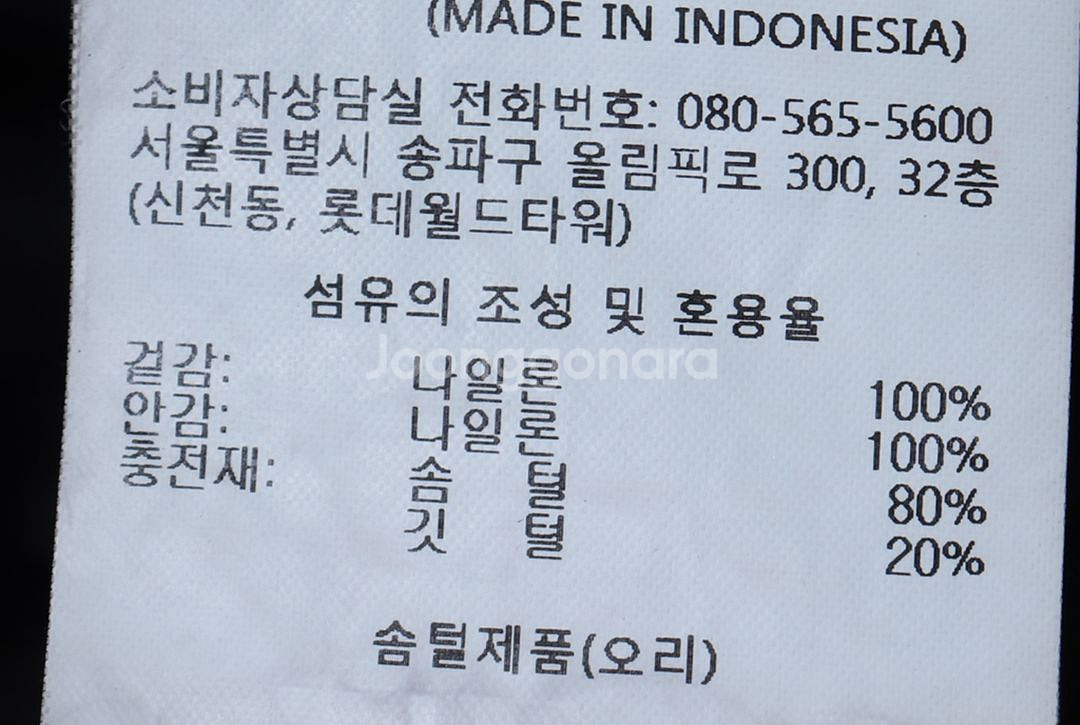 (MADE IN INDONESIA)
소비자상담실 전화번호: 080-565-5600
서울특별시 송파구 올림픽로 300, 32층
(신천동, 롯데월드타워)
섬유의 조성 및 혼용율
Joongoonara
겉감: 나일론 100%
안감: 나일론 100%
충전재: 솜털 80%
깃털 20%
솜털제품(오리)